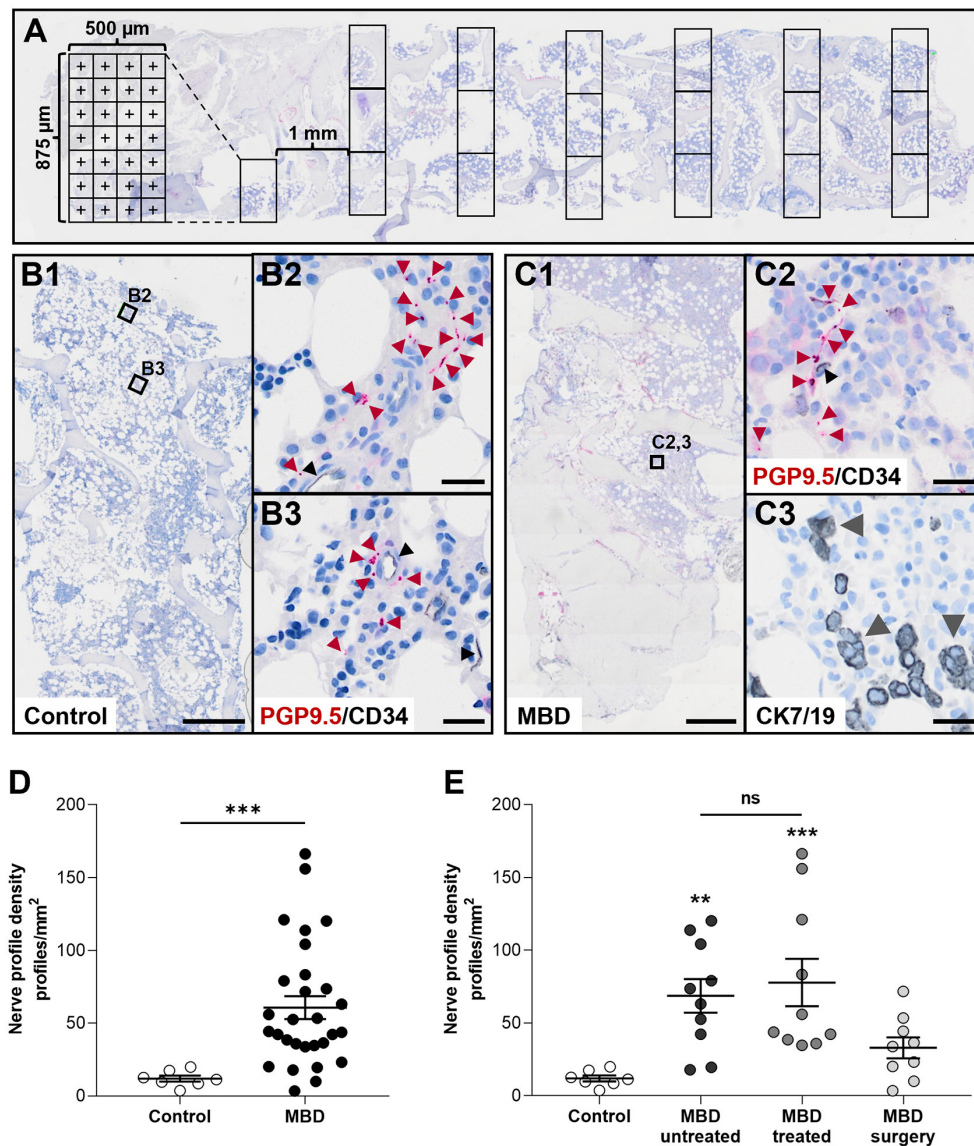 A
500 µm
875 µm
1 mm
B1
B2
B3
Control
B2
B3
PGP9.5/CD34
C1
C2,3
MBD
C2
PGP9.5/CD34
C3
CK7/19
D
Nerve profile density
profiles/mm²
200
150
100
50
0
***
Control
MBD
E
Nerve profile density
profiles/mm²
200
150
100
50
0
ns
**
***
Control
MBD
untreated
MBD
treated
MBD
surgery